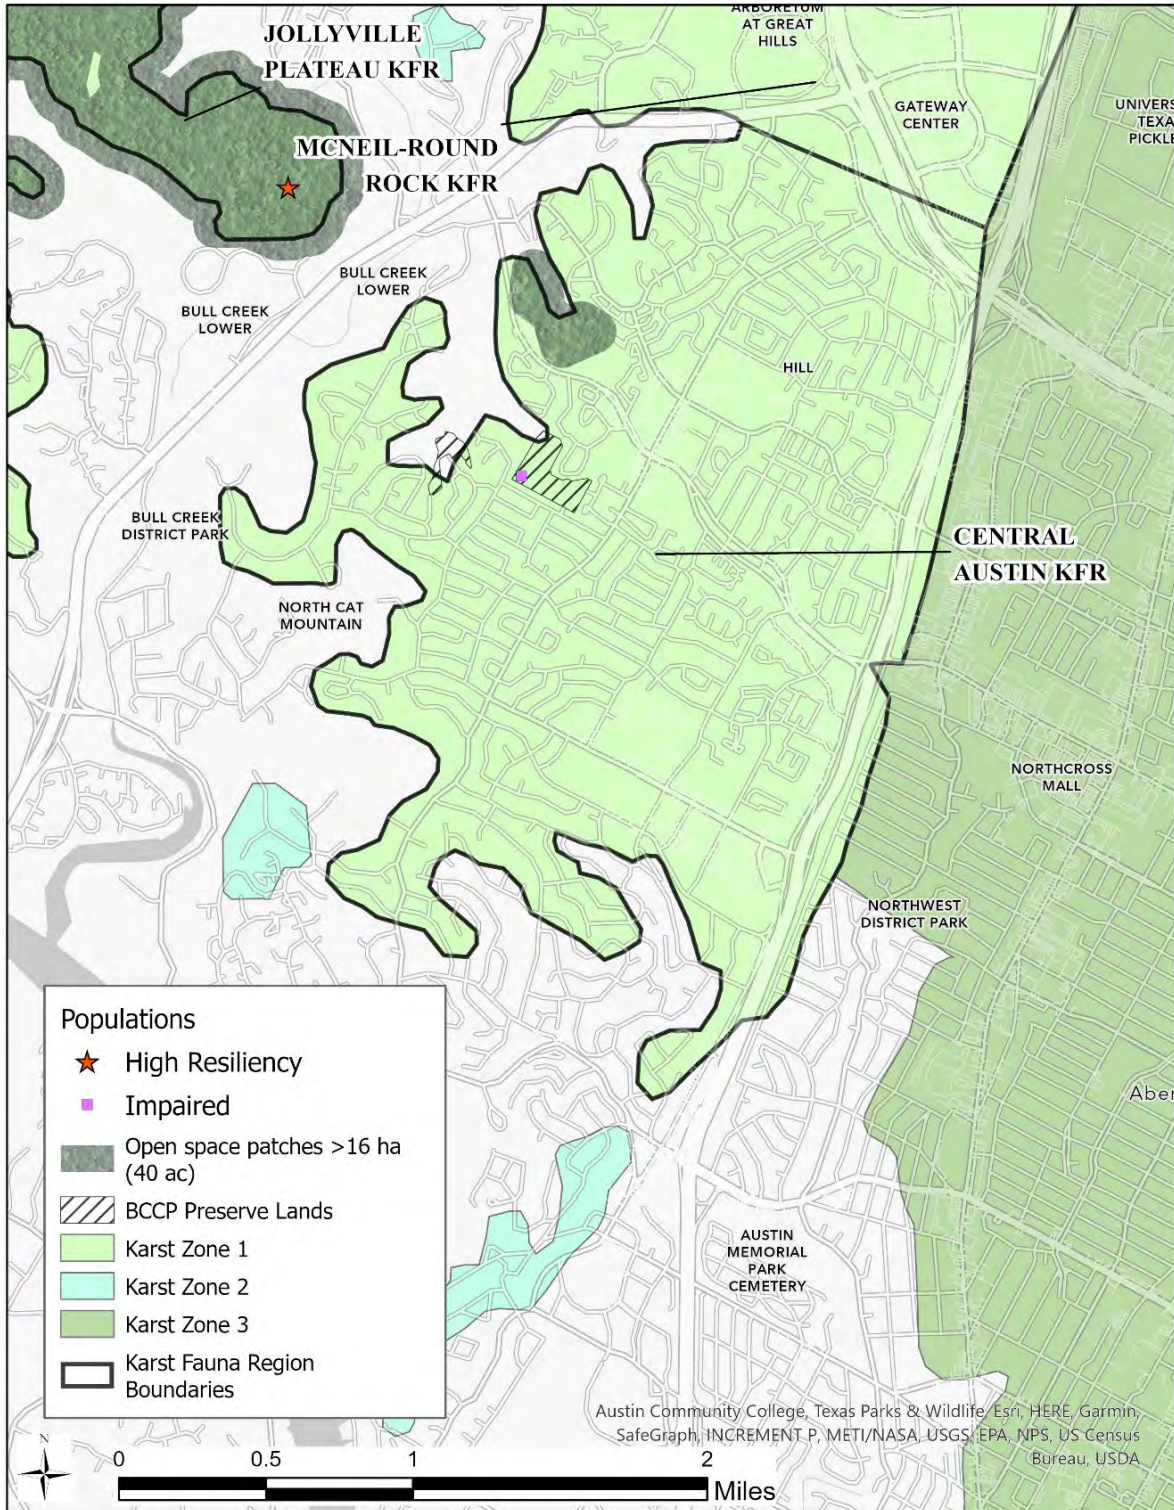 ARBORETUM
AT GREAT
HILLS
JOLLYVILLE
PLATEAU KFR
GATEWAY
CENTER
MCNEIL-ROUND
ROCK KFR
BULL CREEK
LOWER
BULL CREEK
LOWER
HILL
BULL CREEK
DISTRICT PARK
CENTRAL
AUSTIN KFR
NORTH CAT
MOUNTAIN
NORTHCROSS
MALL
NORTHWEST
DISTRICT PARK
Populations
High Resiliency
Impaired
Open space patches >16 ha
(40 ac)
BCCP Preserve Lands
Karst Zone 1
Karst Zone 2
Karst Zone 3
Karst Fauna Region
Boundaries
AUSTIN
MEMORIAL
PARK
CEMETERY
Austin Community College, Texas Parks & Wildlife, Esri, HERE, Garmin,
SafeGraph, INCREMENT P, METI/NASA, USGS, EPA, NPS, US Census
Bureau, USDA
N
0 0.5 1 2
Miles